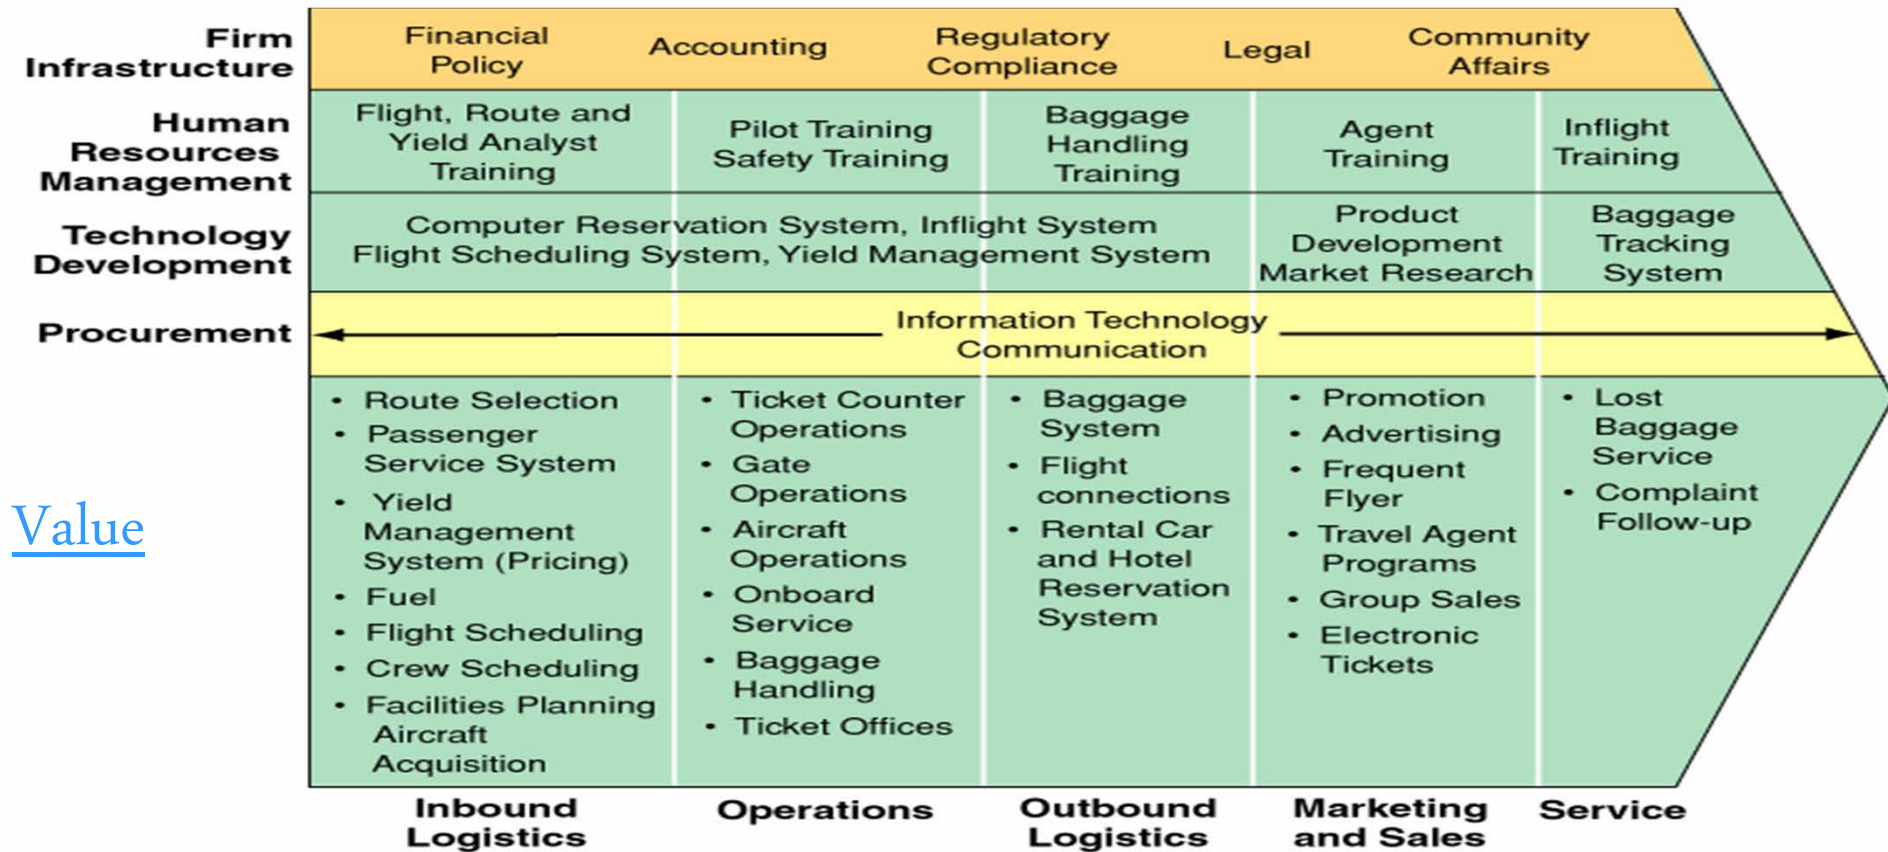 Firm
Infrastructure
Financial
Policy
Accounting
Regulatory
Compliance
Legal
Community
Affairs
Human
Resources
Management
Flight, Route and
Yield Analyst
Training
Pilot Training
Safety Training
Baggage
Handling
Training
Agent
Training
Inflight
Training
Technology
Development
Computer Reservation System, Inflight System
Flight Scheduling System, Yield Management System
Product
Development
Market Research
Baggage
Tracking
System
Procurement
Information Technology
Communication
Value
• Route Selection
• Passenger
Service System
• Yield
Management
System (Pricing)
• Fuel
• Flight Scheduling
• Crew Scheduling
• Facilities Planning
Aircraft
Acquisition
• Ticket Counter
Operations
• Gate
Operations
• Aircraft
Operations
• Onboard
Service
• Baggage
Handling
• Ticket Offices
• Baggage
System
• Flight
connections
• Rental Car
and Hotel
Reservation
System
• Promotion
• Advertising
• Frequent
Flyer
• Travel Agent
Programs
• Group Sales
• Electronic
Tickets
• Lost
Baggage
Service
• Complaint
Follow-up
Inbound
Logistics
Operations
Outbound
Logistics
Marketing
and Sales
Service